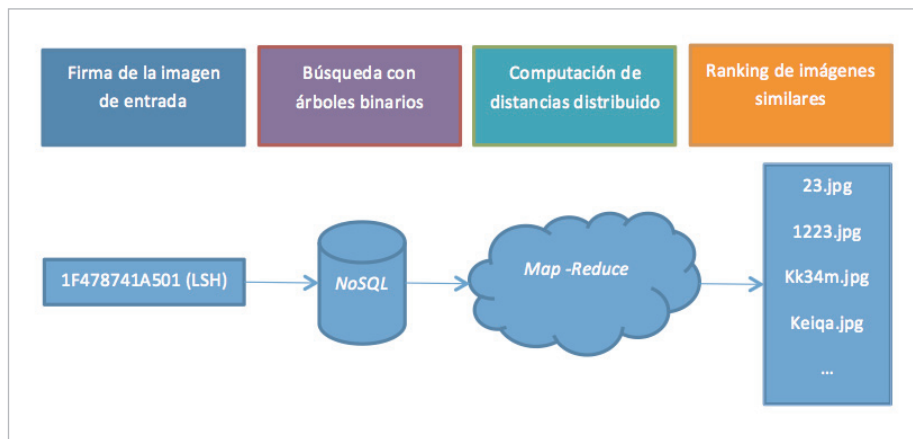 Firma de la imagen
de entrada
Búsqueda con
árboles binarios
Computación de
distancias distribuido
Ranking de imágenes
similares
1F478741A501 (LSH)
NoSQL
Map -Reduce
23.jpg
1223.jpg
Kk34m.jpg
Keiqa.jpg
...